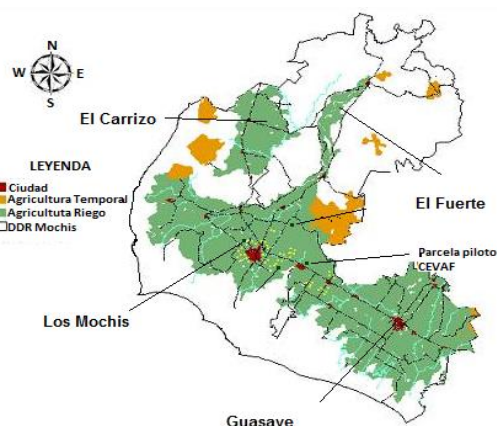 N
W E
S
El Carrizo
LEYENDA
Ciudad
Agricultura Temporal
Agricultuta Riego
DDR Mochis
El Fuerte
Parcela piloto
CEVAF
Los Mochis
Guasave